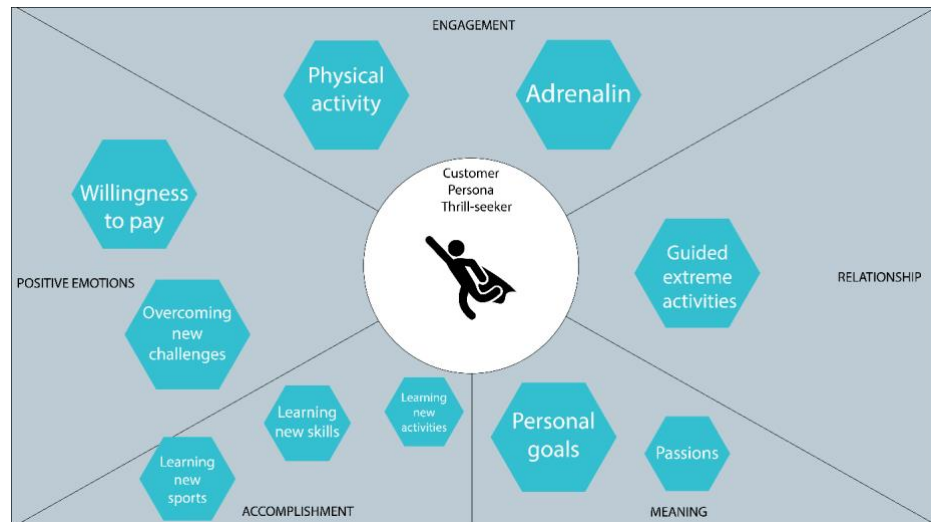 ENGAGEMENT
Physical
activity
Adrenalin
Customer
Persona
Thrill-seeker
Willingness
to pay
POSITIVE EMOTIONS
Overcoming
new
challenges
Guided
extreme
activities
RELATIONSHIP
Learning
new
sports
Learning
new skills
Learning
new
activities
ACCOMPLISHMENT
Personal
goals
Passions
MEANING